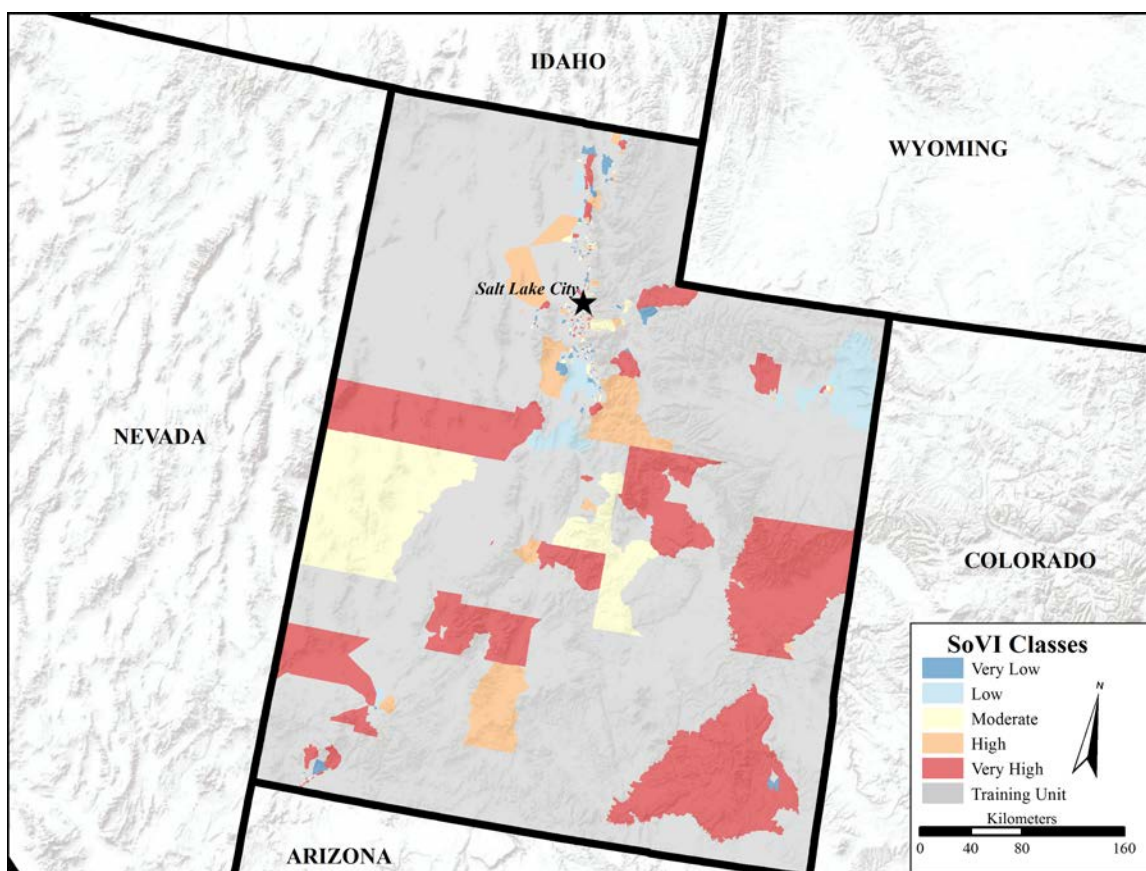 IDAHO
WYOMING
Salt Lake City
NEVADA
COLORADO
ARIZONA
SoVI Classes
Very Low
Low
Moderate
High
Very High
Training Unit
N
Kilometers
0 40 80 160